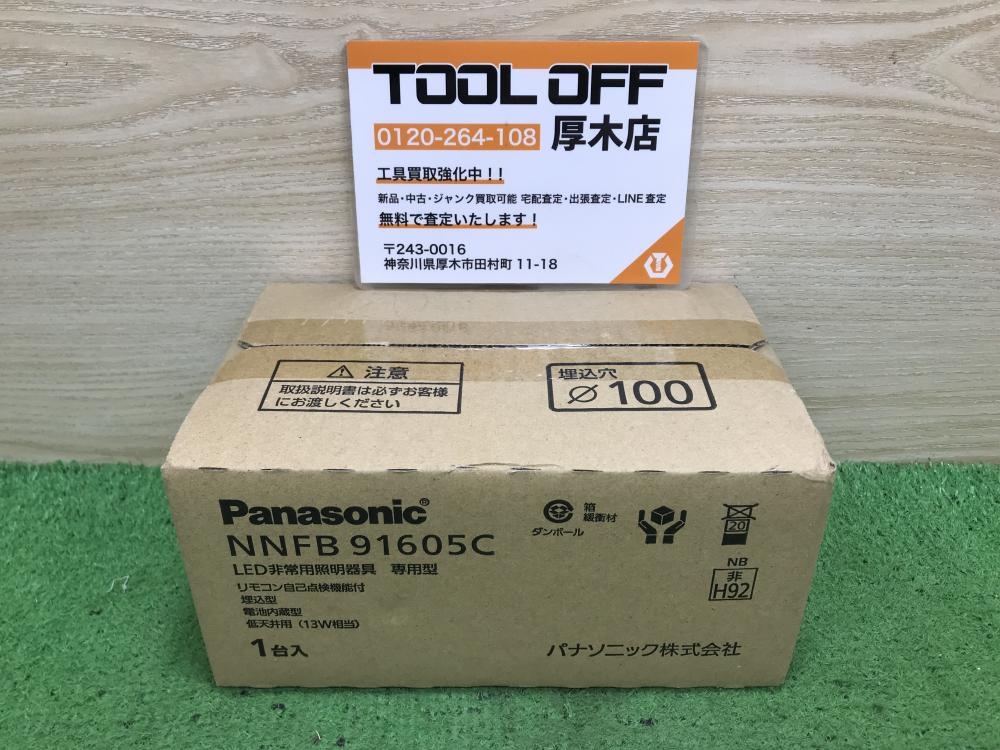 TOOL OFF
0120-264-108 厚木店
工具買取強化中!!
新品・中古・ジャンク買取可能 宅配査定・出張査定・LINE査定
無料で査定いたします!
〒243-0016
神奈川県厚木市田村町 11-18
⚠ 注意
取扱説明書は必ずお客様
にお渡しください
埋込穴
⌀100
Panasonic®
NNFB 91605C
LED非常用照明器具 専用型
リモコン自己点検機能付
埋込型
電池内蔵型
低天井用(13W相当)
1台入
箱
緩衝材
ダンボール
20
NB
非
H92
パナソニック株式会社